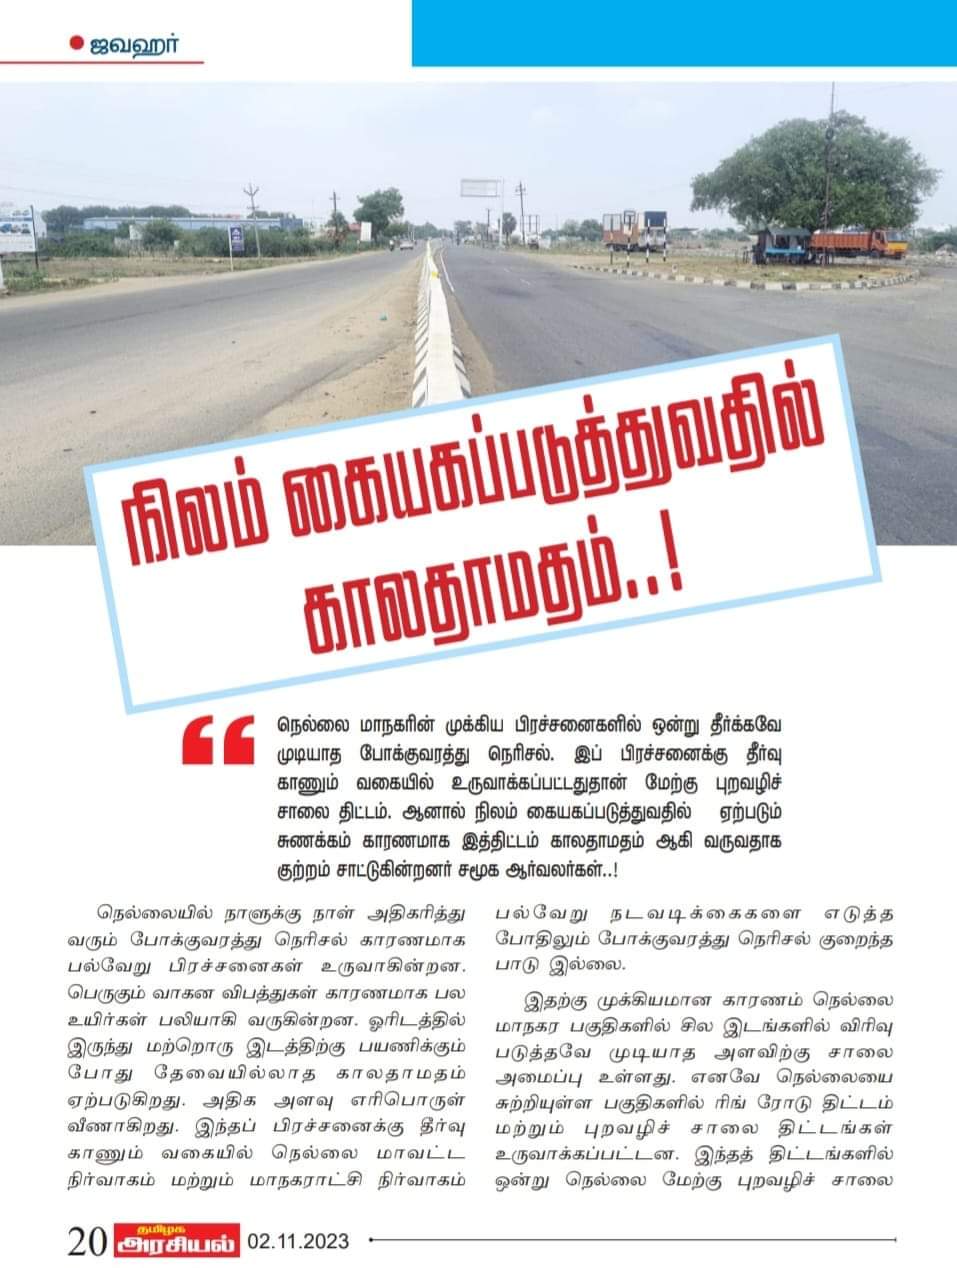 ஜவஹர்
நிலம் கையகப்படுத்துவதில்
காலதாமதம்..!
நெல்லை மாநகரின் முக்கிய பிரச்சனைகளில் ஒன்று தீர்க்கவே
முடியாத போக்குவரத்து நெரிசல். இப் பிரச்சனைக்கு தீர்வு
காணும் வகையில் உருவாக்கப்பட்டதுதான் மேற்கு புறவழிச்
சாலை திட்டம். ஆனால் நிலம் கையகப்படுத்துவதில் ஏற்படும்
சுணக்கம் காரணமாக இத்திட்டம் காலதாமதம் ஆகி வருவதாக
குற்றம் சாட்டுகின்றனர் சமூக ஆர்வலர்கள்..!
நெல்லையில் நாளுக்கு நாள் அதிகரித்து
வரும் போக்குவரத்து நெரிசல் காரணமாக
பல்வேறு பிரச்சனைகள் உருவாகின்றன.
பெருகும் வாகன விபத்துகள் காரணமாக பல
உயிர்கள் பலியாகி வருகின்றன. ஓரிடத்தில்
இருந்து மற்றொரு இடத்திற்கு பயணிக்கும்
போது தேவையில்லாத காலதாமதம்
ஏற்படுகிறது. அதிக அளவு எரிபொருள்
வீணாகிறது. இந்தப் பிரச்சனைக்கு தீர்வு
காணும் வகையில் நெல்லை மாவட்ட
நிர்வாகம் மற்றும் மாநகராட்சி நிர்வாகம்
பல்வேறு நடவடிக்கைகளை எடுத்த
போதிலும் போக்குவரத்து நெரிசல் குறைந்த
பாடு இல்லை.
இதற்கு முக்கியமான காரணம் நெல்லை
மாநகர பகுதிகளில் சில இடங்களில் விரிவு
படுத்தவே முடியாத அளவிற்கு சாலை
அமைப்பு உள்ளது. எனவே நெல்லையை
சுற்றியுள்ள பகுதிகளில் ரிங் ரோடு திட்டம்
மற்றும் புறவழிச் சாலை திட்டங்கள்
உருவாக்கப்பட்டன. இந்தத் திட்டங்களில்
ஒன்று நெல்லை மேற்கு புறவழிச் சாலை
20 தமிழக அரசியல் 02.11.2023